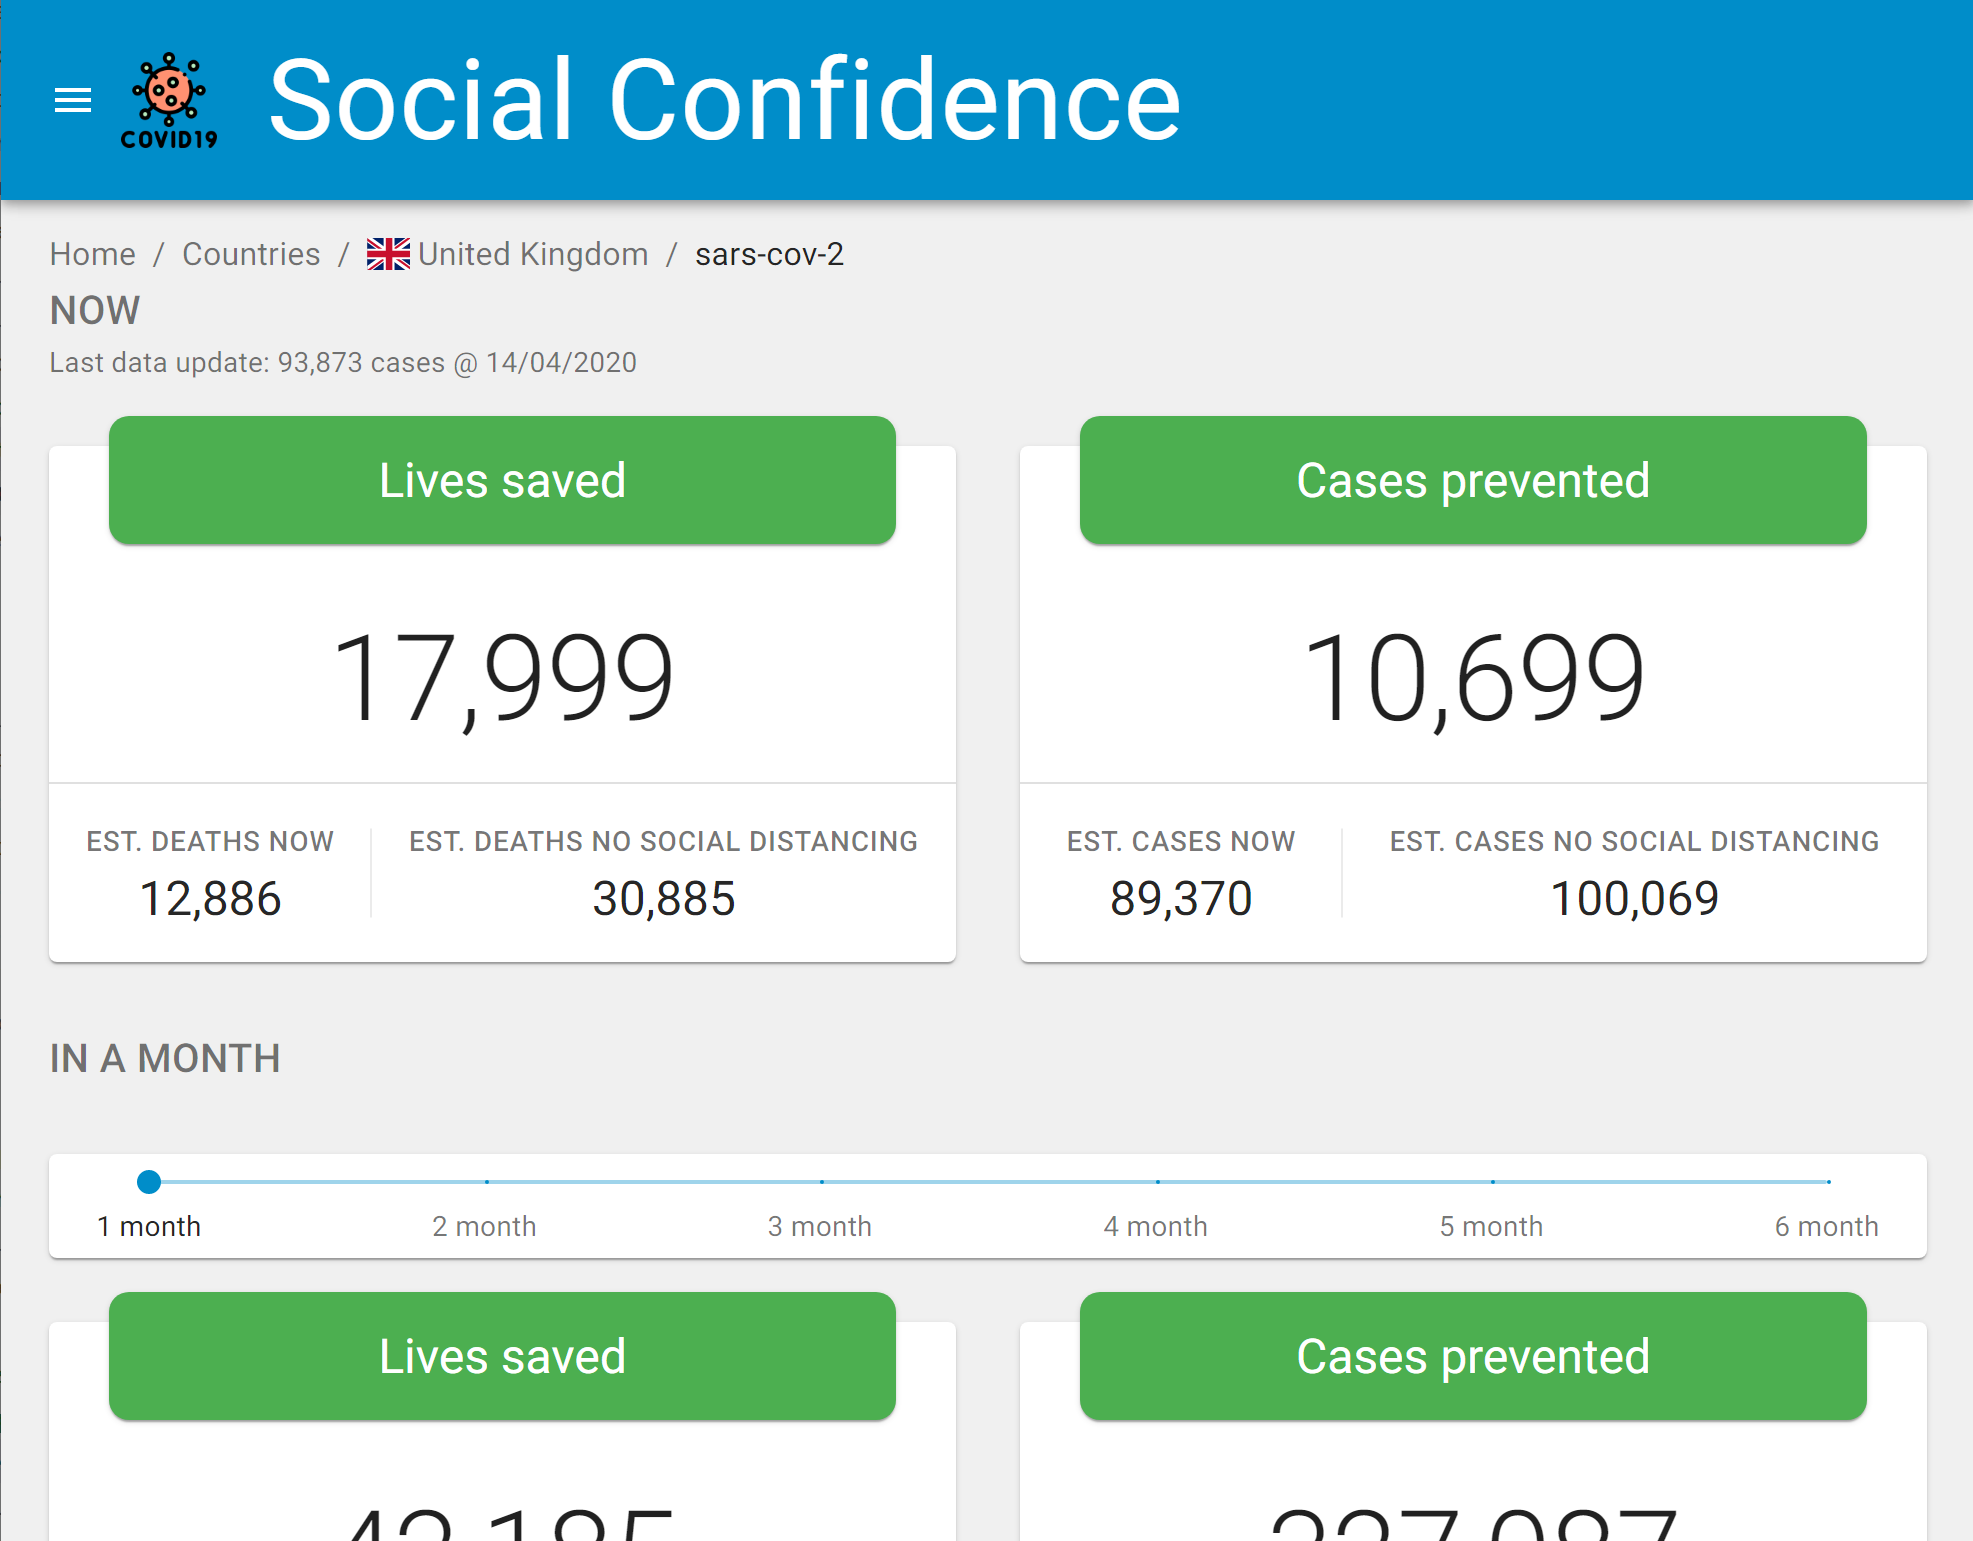 COVID19
Social Confidence
Home / Countries / United Kingdom / sars-cov-2
NOW
Last data update: 93,873 cases @ 14/04/2020
Lives saved
Cases prevented
17,999
10,699
EST. DEATHS NOW
EST. DEATHS NO SOCIAL DISTANCING
EST. CASES NOW
EST. CASES NO SOCIAL DISTANCING
12,886
30,885
89,370
100,069
IN A MONTH
1 month
2 month
3 month
4 month
5 month
6 month
Lives saved
Cases prevented